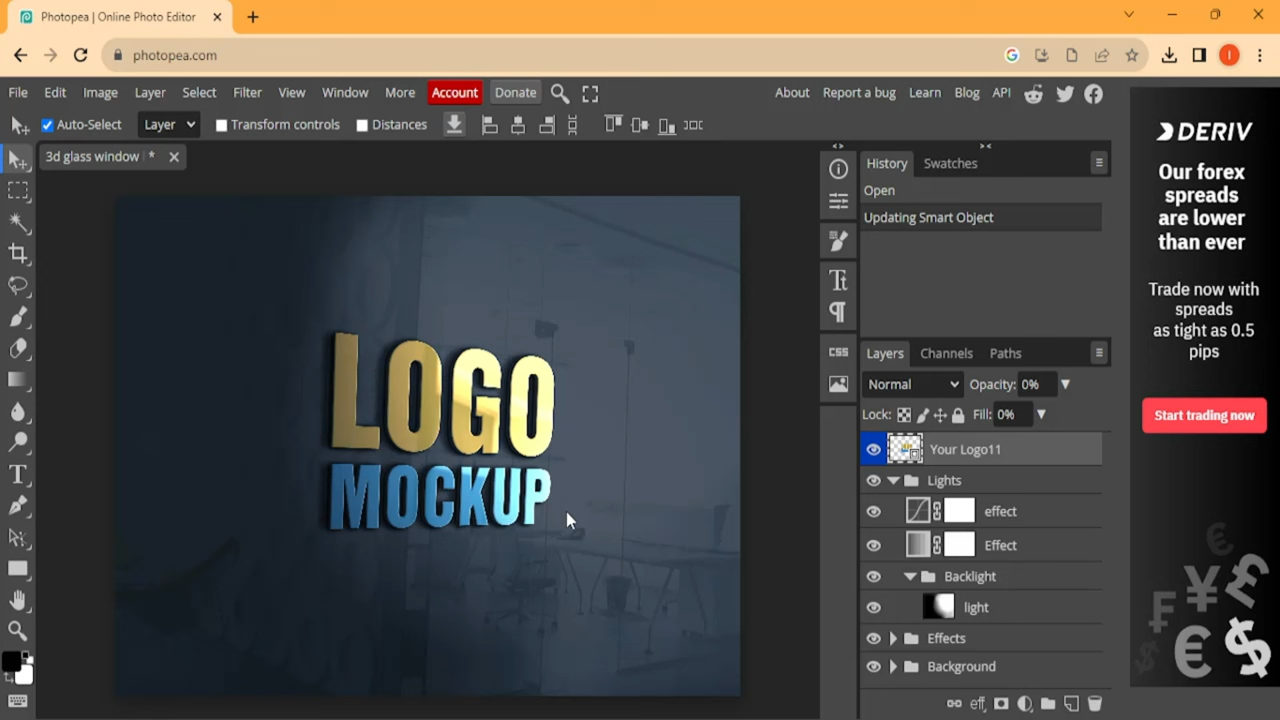 Photopea | Online Photo Editor
photopea.com
File Edit Image Layer Select Filter View Window More Account Donate
About Report a bug Learn Blog API
Auto-Select Layer Transform controls Distances
3d glass window *
LOGO
MOCKUP
History Swatches
Open
Updating Smart Object
Tt
CSS
Layers Channels Paths
Normal Opacity: 0%
Lock: Fill: 0%
Your Logo11
Lights
effect
Effect
Backlight
light
Effects
Background
eff
DERIV
Our forex
spreads
are lower
than ever
Trade now with
spreads
as tight as 0.5
pips
Start trading now